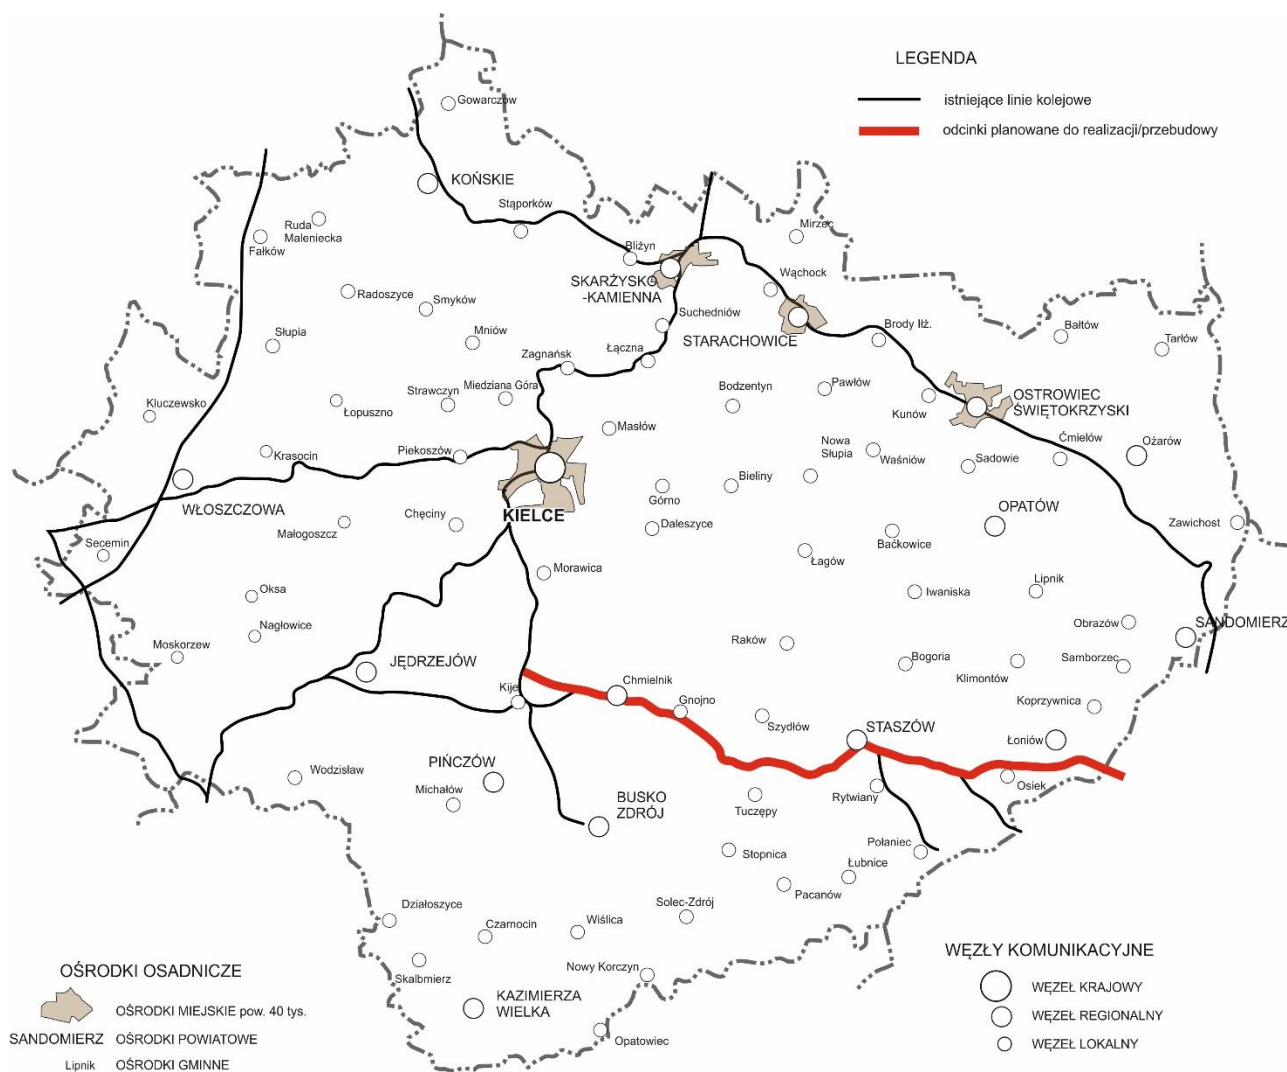 LEGENDA
istniejące linie kolejowe
odcinki planowane do realizacji/przebudowy
Gowarczów
KOŃSKIE
Stąporków
Ruda
Maleniecka
Fałków
Mirzec
Bliżyn
SKARŻYSKO
-KAMIENNA
Wąchock
Radoszyce
Smyków
Suchedniów
Słupia
Mniów
STARACHOWICE
Brody Iłż.
Bałtów
Tarłów
Zagnańsk
Łączna
Kluczewsko
Łopuszno
Strawczyn
Miedziana Góra
Bodzentyn
Pawłów
Kunów
OSTROWIEC
ŚWIĘTOKRZYSKI
Masłów
Krasocin
Piekoszów
Nowa
Słupia
Waśniów
Sadowie
Ćmielów
Ożarów
WŁOSZCZOWA
Górno
Bieliny
KIELCE
Małogoszcz
Chęciny
Daleszyce
OPATÓW
Zawichost
Secemin
Baćkowice
Łagów
Morawica
Oksa
Iwaniska
Lipnik
Nagłowice
Obrazów
SANDOMIERZ
Moskorzew
Raków
JĘDRZEJÓW
Bogoria
Klimontów
Samborzec
Kije
Chmielnik
Gnojno
Koprzywnica
Szydłów
STASZÓW
Łoniów
PIŃCZÓW
Wodzisław
Michałów
BUSKO
ZDRÓJ
Tuczępy
Rytwiany
Osiek
Stopnica
Połaniec
Łubnice
Pacanów
Działoszyce
Czarnocin
Wiślica
Solec-Zdrój
Skalbmierz
Nowy Korczyn
KAZIMIERZA
WIELKA
Opatowiec
OŚRODKI OSADNICZE
OŚRODKI MIEJSKIE pow. 40 tys.
SANDOMIERZ OŚRODKI POWIATOWE
Lipnik OŚRODKI GMINNE
WĘZŁY KOMUNIKACYJNE
WĘZEŁ KRAJOWY
WĘZEŁ REGIONALNY
WĘZEŁ LOKALNY